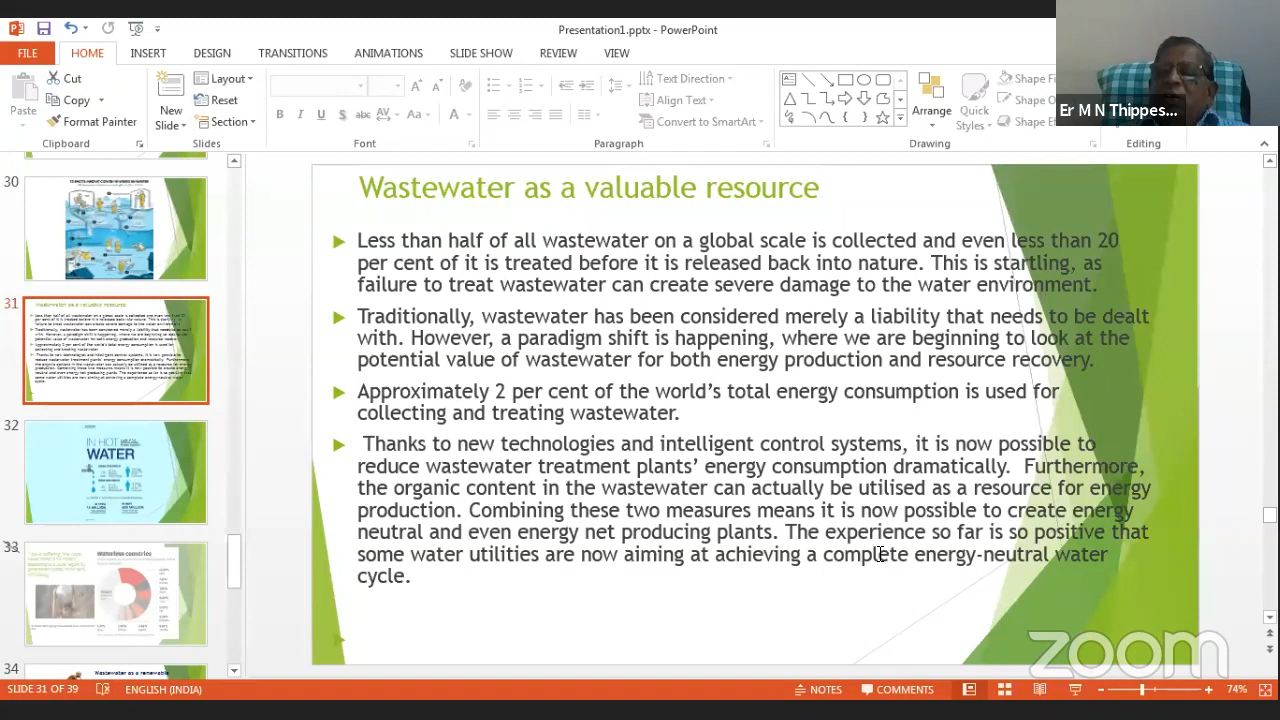 Presentation1.pptx - PowerPoint
FILE HOME INSERT DESIGN TRANSITIONS ANIMATIONS SLIDE SHOW REVIEW VIEW
Paste Cut
Copy
Format Painter
Clipboard
New
Slide
Layout
Reset
Section
Slides
Font
Text Direction
Align Text
Convert to SmartArt
Paragraph
Arrange
Quick
Styles
Shape Fi
Shape O
Shape Ef
Drawing
Editing
Er M N Thippes...
30
31
32
IN HOT
WATER
33
Waterless countries
34
Wastewater as a renewable
Wastewater as a valuable resource
Less than half of all wastewater on a global scale is collected and even less than 20
per cent of it is treated before it is released back into nature. This is startling, as
failure to treat wastewater can create severe damage to the water environment.
Traditionally, wastewater has been considered merely a liability that needs to be dealt
with. However, a paradigm shift is happening, where we are beginning to look at the
potential value of wastewater for both energy production and resource recovery.
Approximately 2 per cent of the world's total energy consumption is used for
collecting and treating wastewater.
Thanks to new technologies and intelligent control systems, it is now possible to
reduce wastewater treatment plants' energy consumption dramatically. Furthermore,
the organic content in the wastewater can actually be utilised as a resource for energy
production. Combining these two measures means it is now possible to create energy
neutral and even energy net producing plants. The experience so far is so positive that
some water utilities are now aiming at achieving a complete energy-neutral water
cycle.
zoom
SLIDE 31 OF 39 ENGLISH (INDIA) NOTES COMMENTS 74%